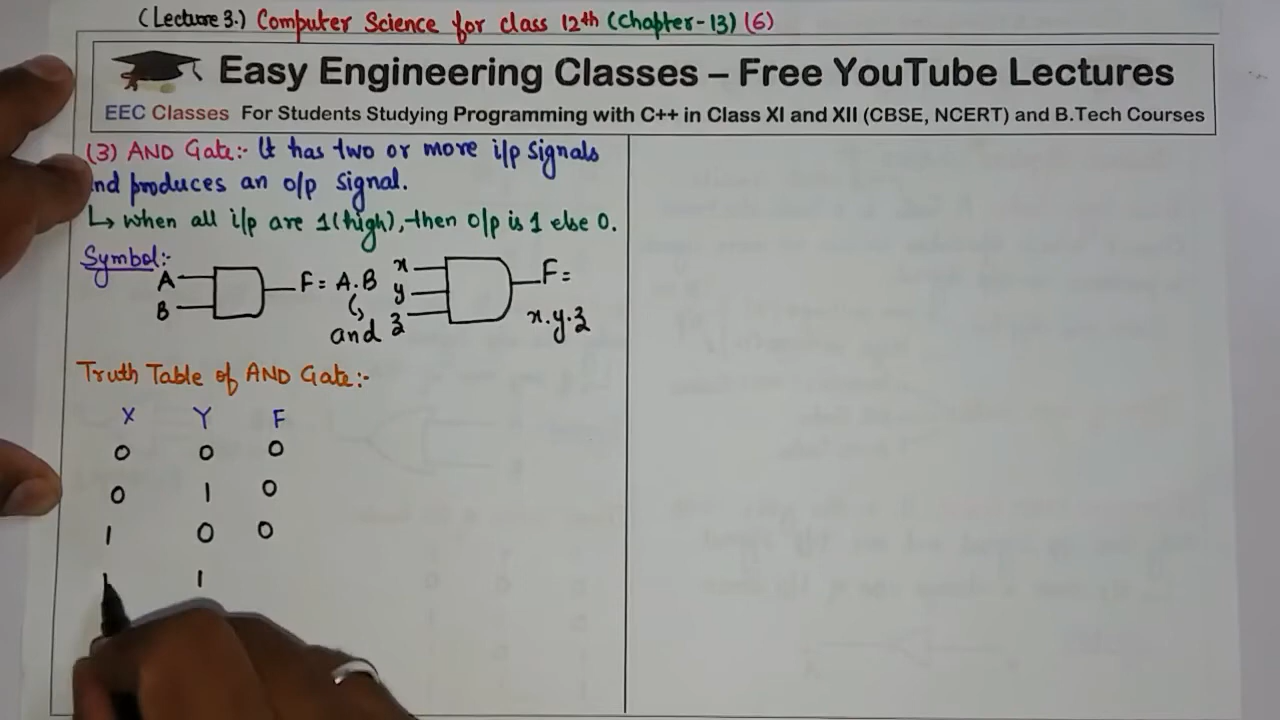 (Lecture 3.) Computer Science for class 12th (Chapter-13) (6)
Easy Engineering Classes – Free YouTube Lectures
EEC Classes For Students Studying Programming with C++ in Class XI and XII (CBSE, NCERT) and B.Tech Courses
(3) AND Gate:- It has two or more i/p signals
nd produces an o/p signal.
↳ when all i/p are 1(high), then o/p is 1 else 0.
Symbol:-
A
B
F = A.B
and
x
y
z
F =
x.y.z
Truth Table of AND Gate:-
X Y F
0 0 0
0 1 0
1 0 0
1 1